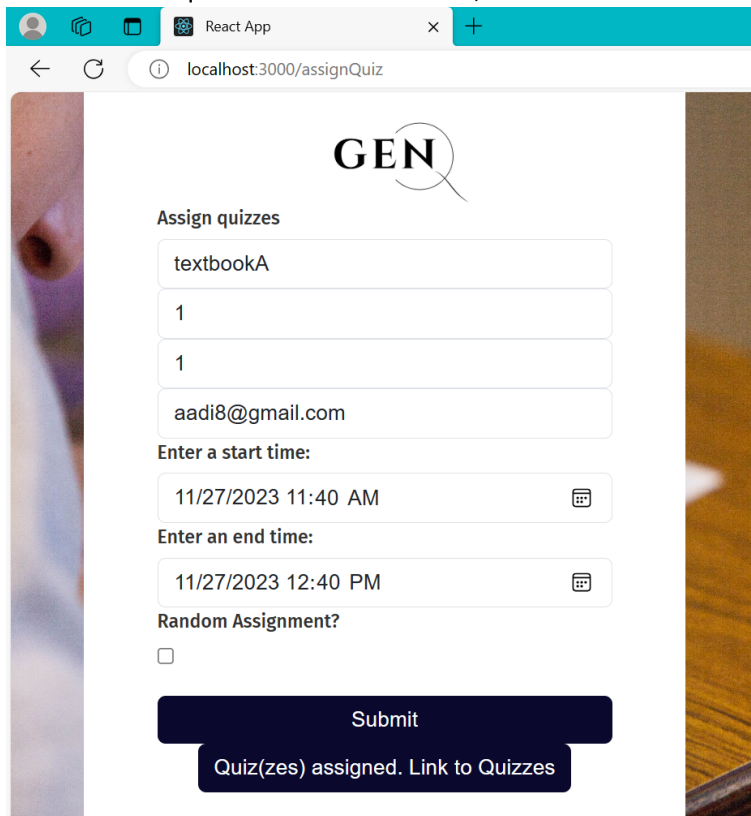 React App
localhost:3000/assignQuiz
GEN
Assign quizzes
textbookA
1
1
aadi8@gmail.com
Enter a start time:
11/27/2023 11:40 AM
Enter an end time:
11/27/2023 12:40 PM
Random Assignment?
Submit
Quiz(zes) assigned. Link to Quizzes